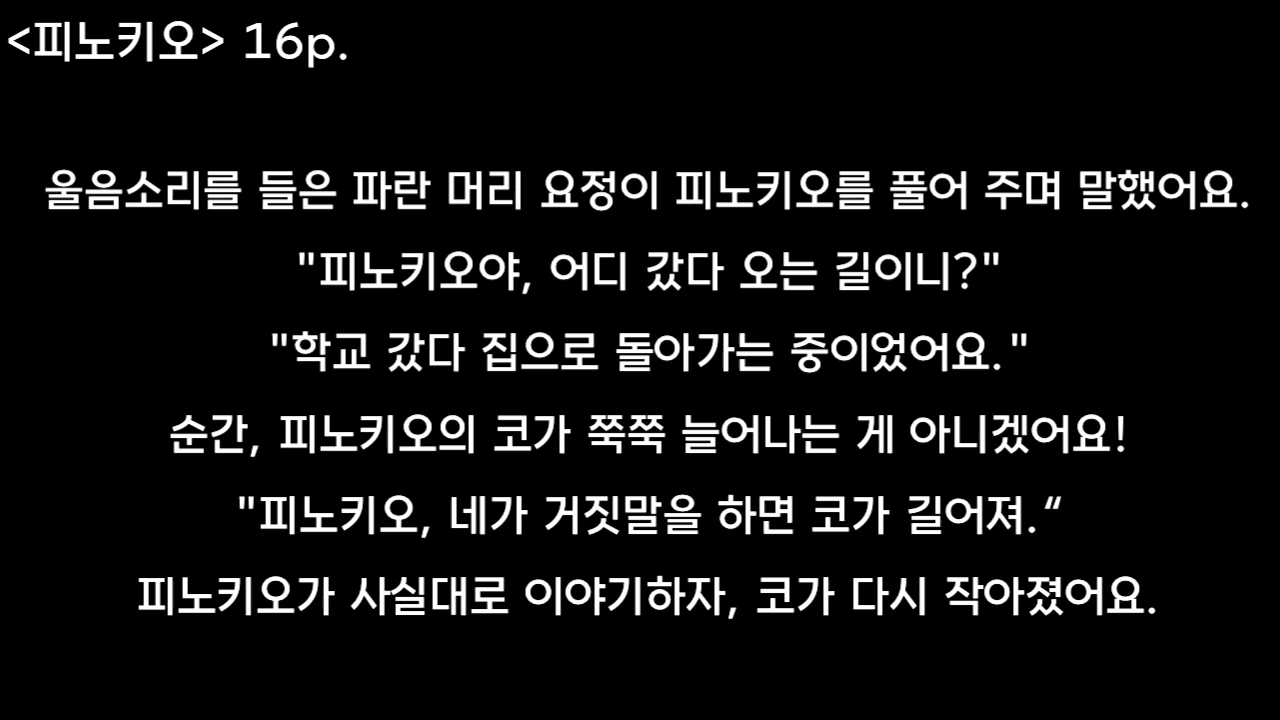 <피노키오> 16p.
울음소리를 들은 파란 머리 요정이 피노키오를 풀어 주며 말했어요.
"피노키오야, 어디 갔다 오는 길이니?"
"학교 갔다 집으로 돌아가는 중이었어요."
순간, 피노키오의 코가 쭉쭉 늘어나는 게 아니겠어요!
"피노키오, 네가 거짓말을 하면 코가 길어져.“
피노키오가 사실대로 이야기하자, 코가 다시 작아졌어요.